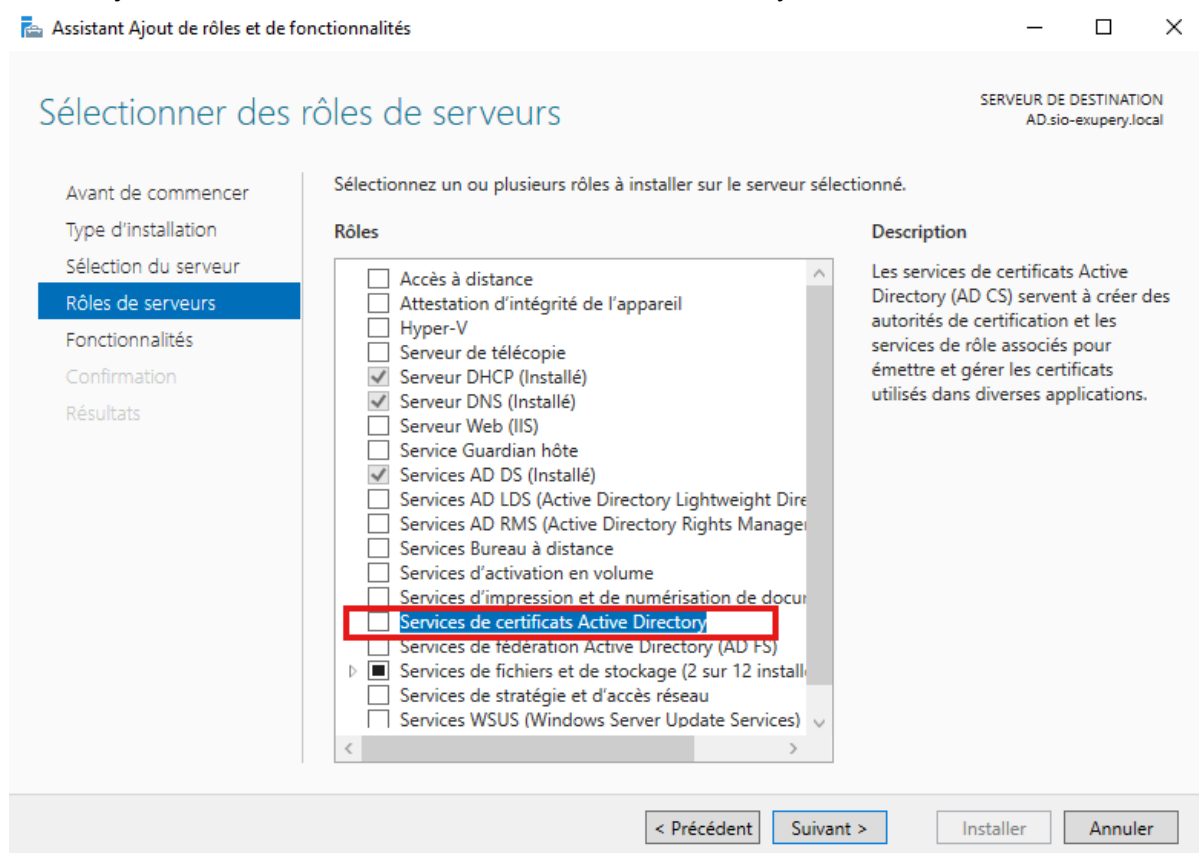 Assistant Ajout de rôles et de fonctionnalités
Sélectionner des rôles de serveurs
SERVEUR DE DESTINATION
AD.sio-exupery.local
Avant de commencer
Type d'installation
Sélection du serveur
Rôles de serveurs
Fonctionnalités
Confirmation
Résultats
Sélectionnez un ou plusieurs rôles à installer sur le serveur sélectionné.
Rôles
Accès à distance
Attestation d'intégrité de l'appareil
Hyper-V
Serveur de télécopie
Serveur DHCP (Installé)
Serveur DNS (Installé)
Serveur Web (IIS)
Service Guardian hôte
Services AD DS (Installé)
Services AD LDS (Active Directory Lightweight Dire
Services AD RMS (Active Directory Rights Manage
Services Bureau à distance
Services d'activation en volume
Services d'impression et de numérisation de docu
Services de certificats Active Directory
Services de fédération Active Directory (AD FS)
Services de fichiers et de stockage (2 sur 12 install
Services de stratégie et d'accès réseau
Services WSUS (Windows Server Update Services)
Description
Les services de certificats Active
Directory (AD CS) servent à créer des
autorités de certification et les
services de rôle associés pour
émettre et gérer les certificats
utilisés dans diverses applications.
< Précédent
Suivant >
Installer
Annuler